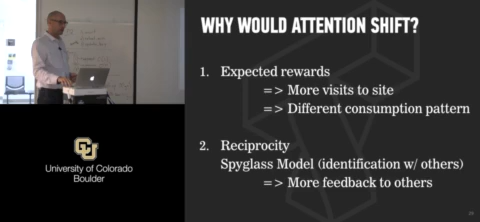 WHY WOULD ATTENTION SHIFT?
1. Expected rewards
=> More visits to site
=> Different consumption pattern
2. Reciprocity
Spyglass Model (identification w/ others)
=> More feedback to others
CU
University of Colorado
Boulder